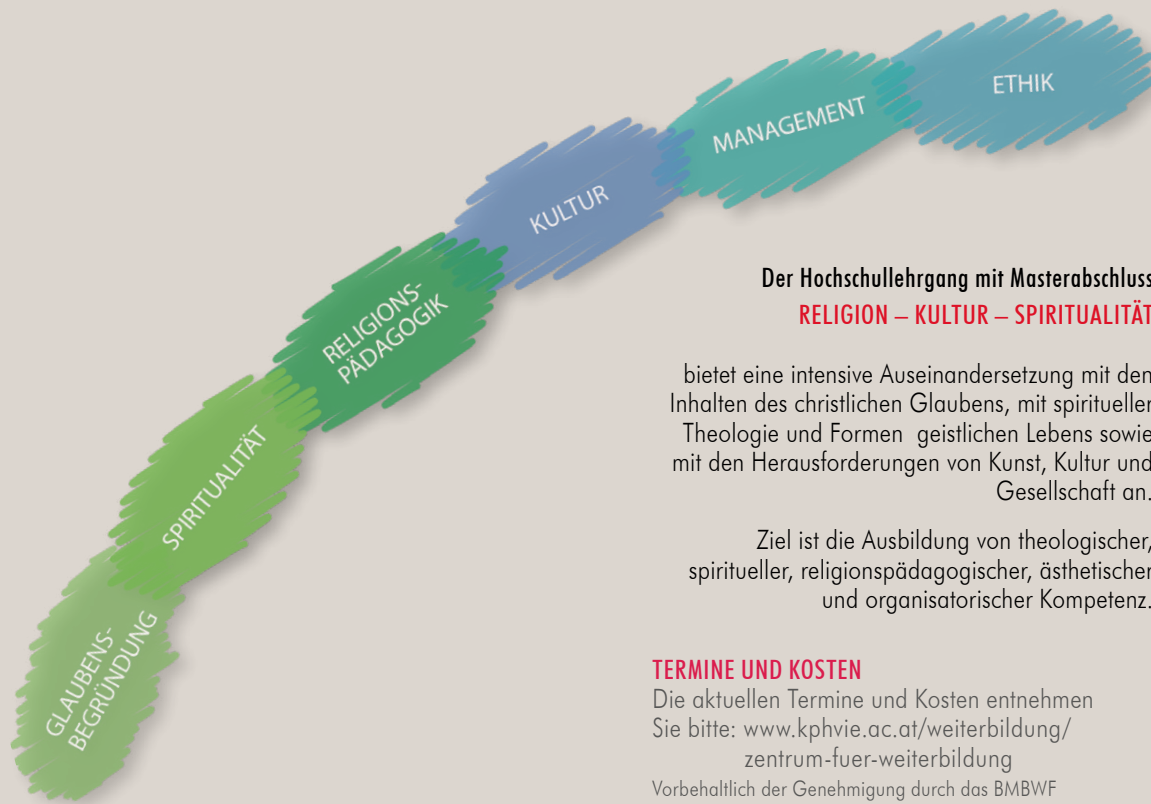 ETHIK
MANAGEMENT
KULTUR
RELIGIONS-
PÄDAGOGIK
SPIRITUALITÄT
GLAUBENS-
BEGRÜNDUNG
Der Hochschullehrgang mit Masterabschluss
RELIGION – KULTUR – SPIRITUALITÄT
bietet eine intensive Auseinandersetzung mit den
Inhalten des christlichen Glaubens, mit spiritueller
Theologie und Formen geistlichen Lebens sowie
mit den Herausforderungen von Kunst, Kultur und
Gesellschaft an.
Ziel ist die Ausbildung von theologischer,
spiritueller, religionspädagogischer, ästhetischer
und organisatorischer Kompetenz.
TERMINE UND KOSTEN
Die aktuellen Termine und Kosten entnehmen
Sie bitte: www.kphvie.ac.at/weiterbildung/
zentrum-fuer-weiterbildung
Vorbehaltlich der Genehmigung durch das BMBWF